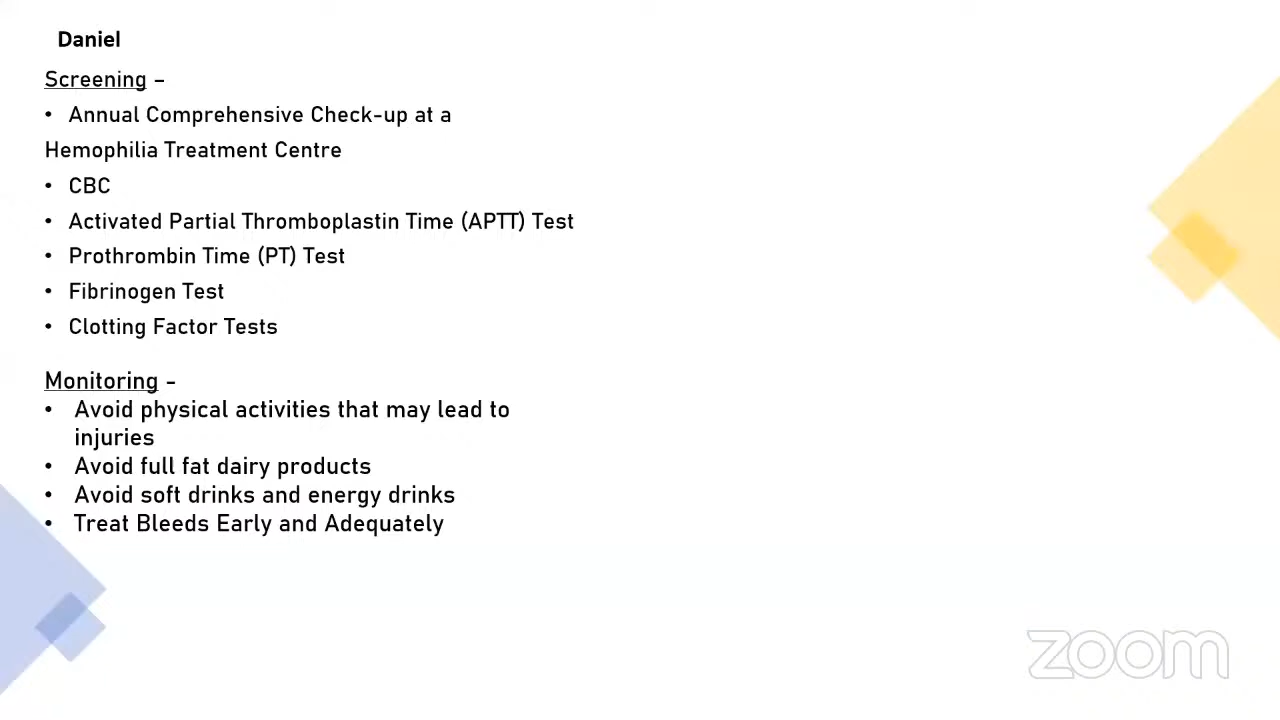 Daniel
Screening –
• Annual Comprehensive Check-up at a
Hemophilia Treatment Centre
• CBC
• Activated Partial Thromboplastin Time (APTT) Test
• Prothrombin Time (PT) Test
• Fibrinogen Test
• Clotting Factor Tests
Monitoring -
• Avoid physical activities that may lead to
injuries
• Avoid full fat dairy products
• Avoid soft drinks and energy drinks
• Treat Bleeds Early and Adequately
zoom